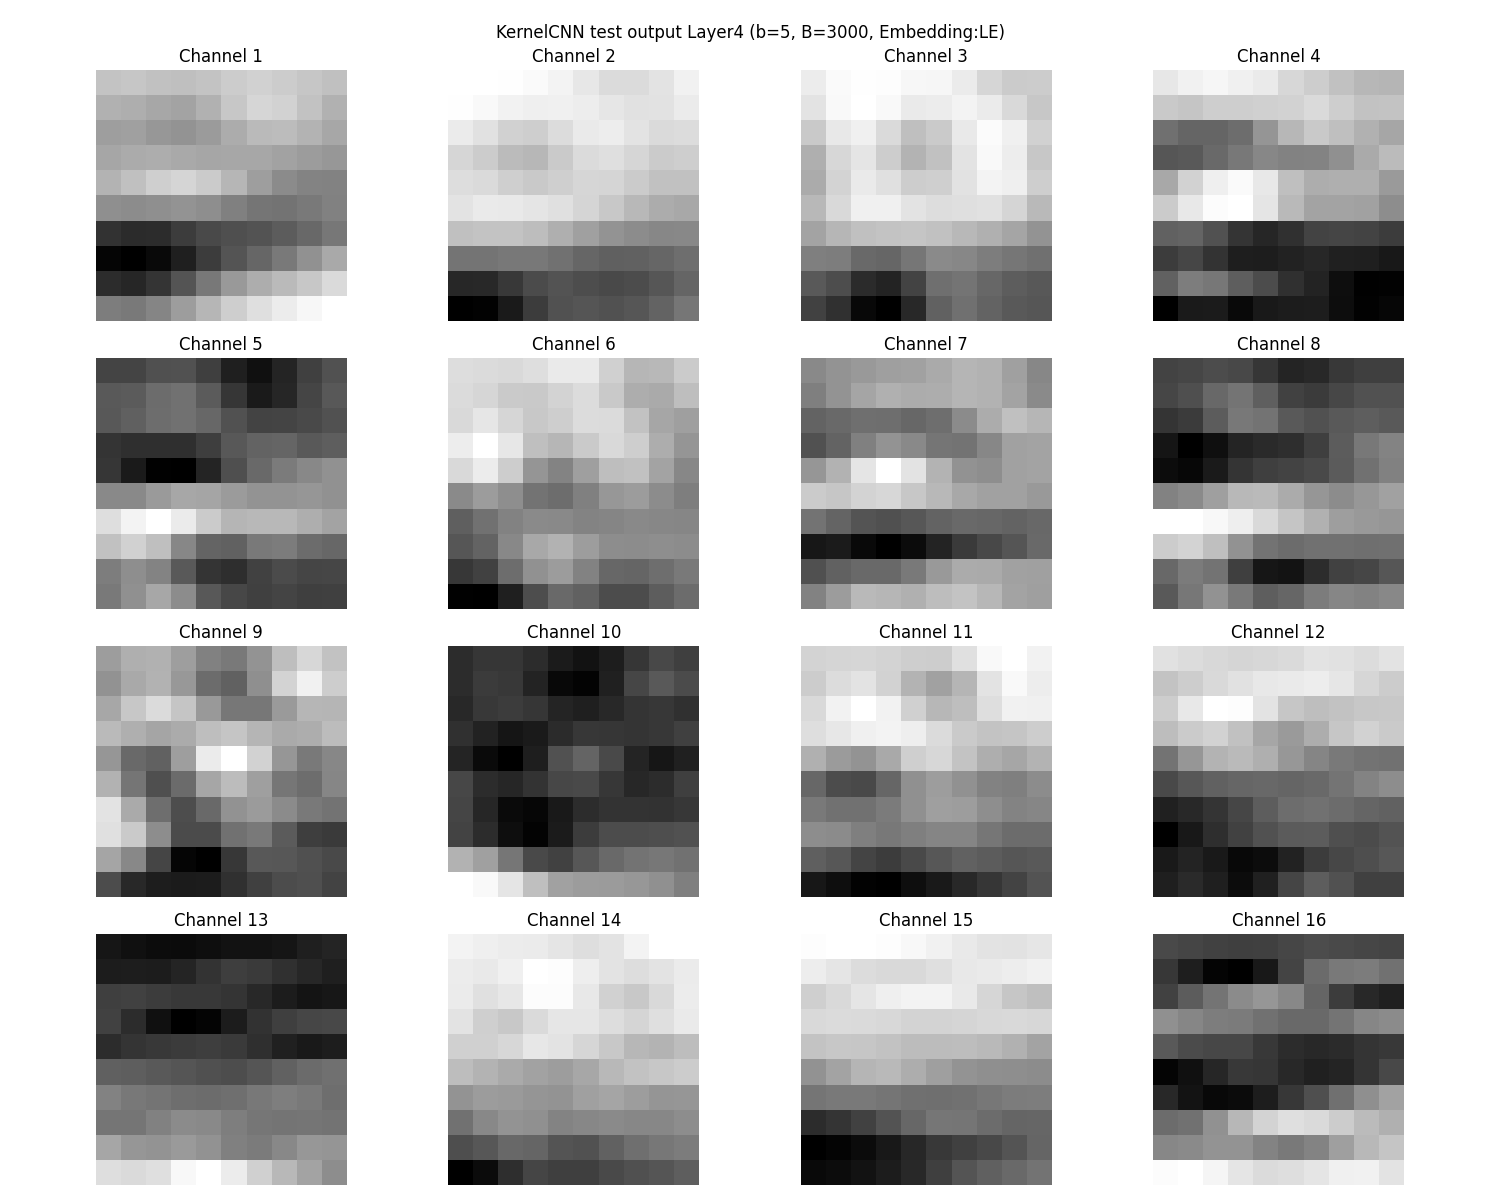 KernelCNN test output Layer4 (b=5, B=3000, Embedding:LE)
Channel 1
Channel 2
Channel 3
Channel 4
Channel 5
Channel 6
Channel 7
Channel 8
Channel 9
Channel 10
Channel 11
Channel 12
Channel 13
Channel 14
Channel 15
Channel 16